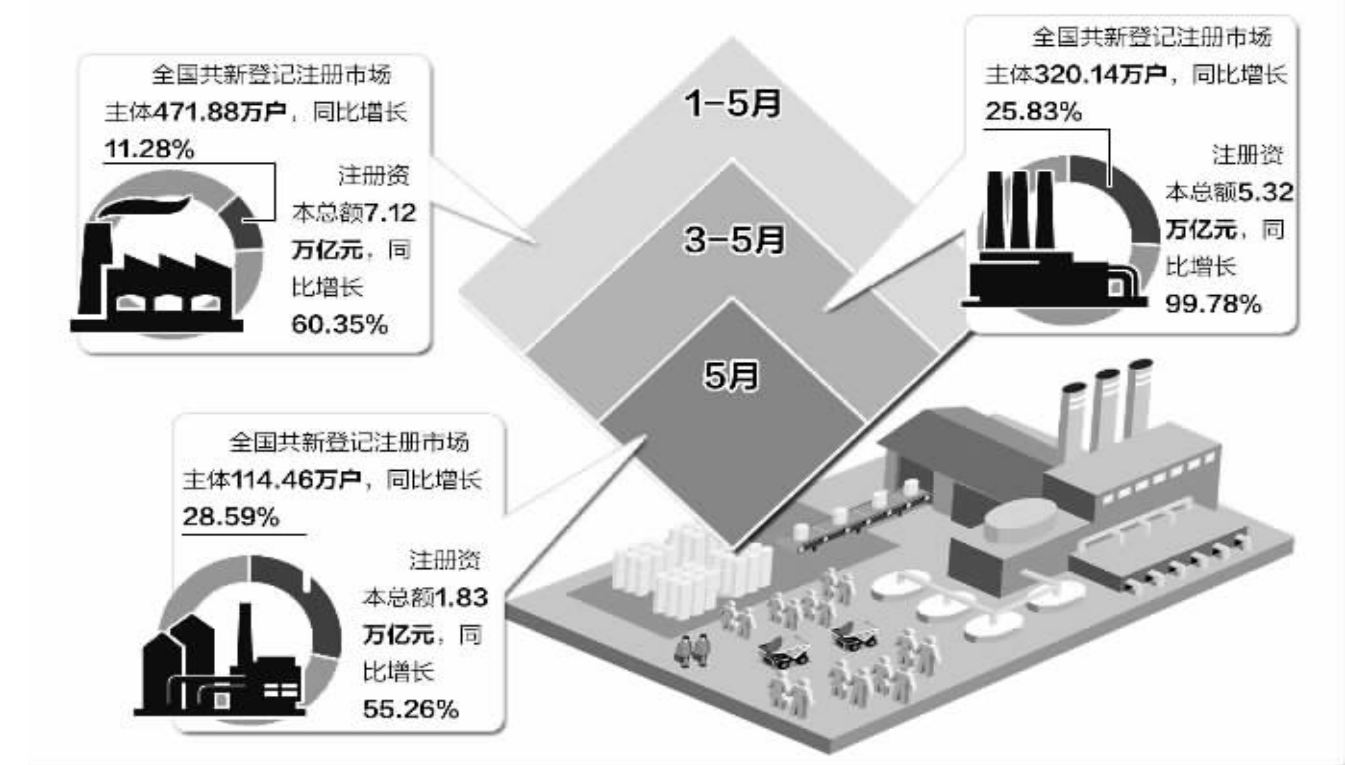 全国共新登记注册市场
主体471.88万户，同比增长
11.28%
注册资
本总额7.12
万亿元，同
比增长
60.35%
1-5月
3-5月
5月
全国共新登记注册市场
主体320.14万户，同比增长
25.83%
注册资
本总额5.32
万亿元，同
比增长
99.78%
全国共新登记注册市场
主体114.46万户，同比增长
28.59%
注册资
本总额1.83
万亿元，同
比增长
55.26%